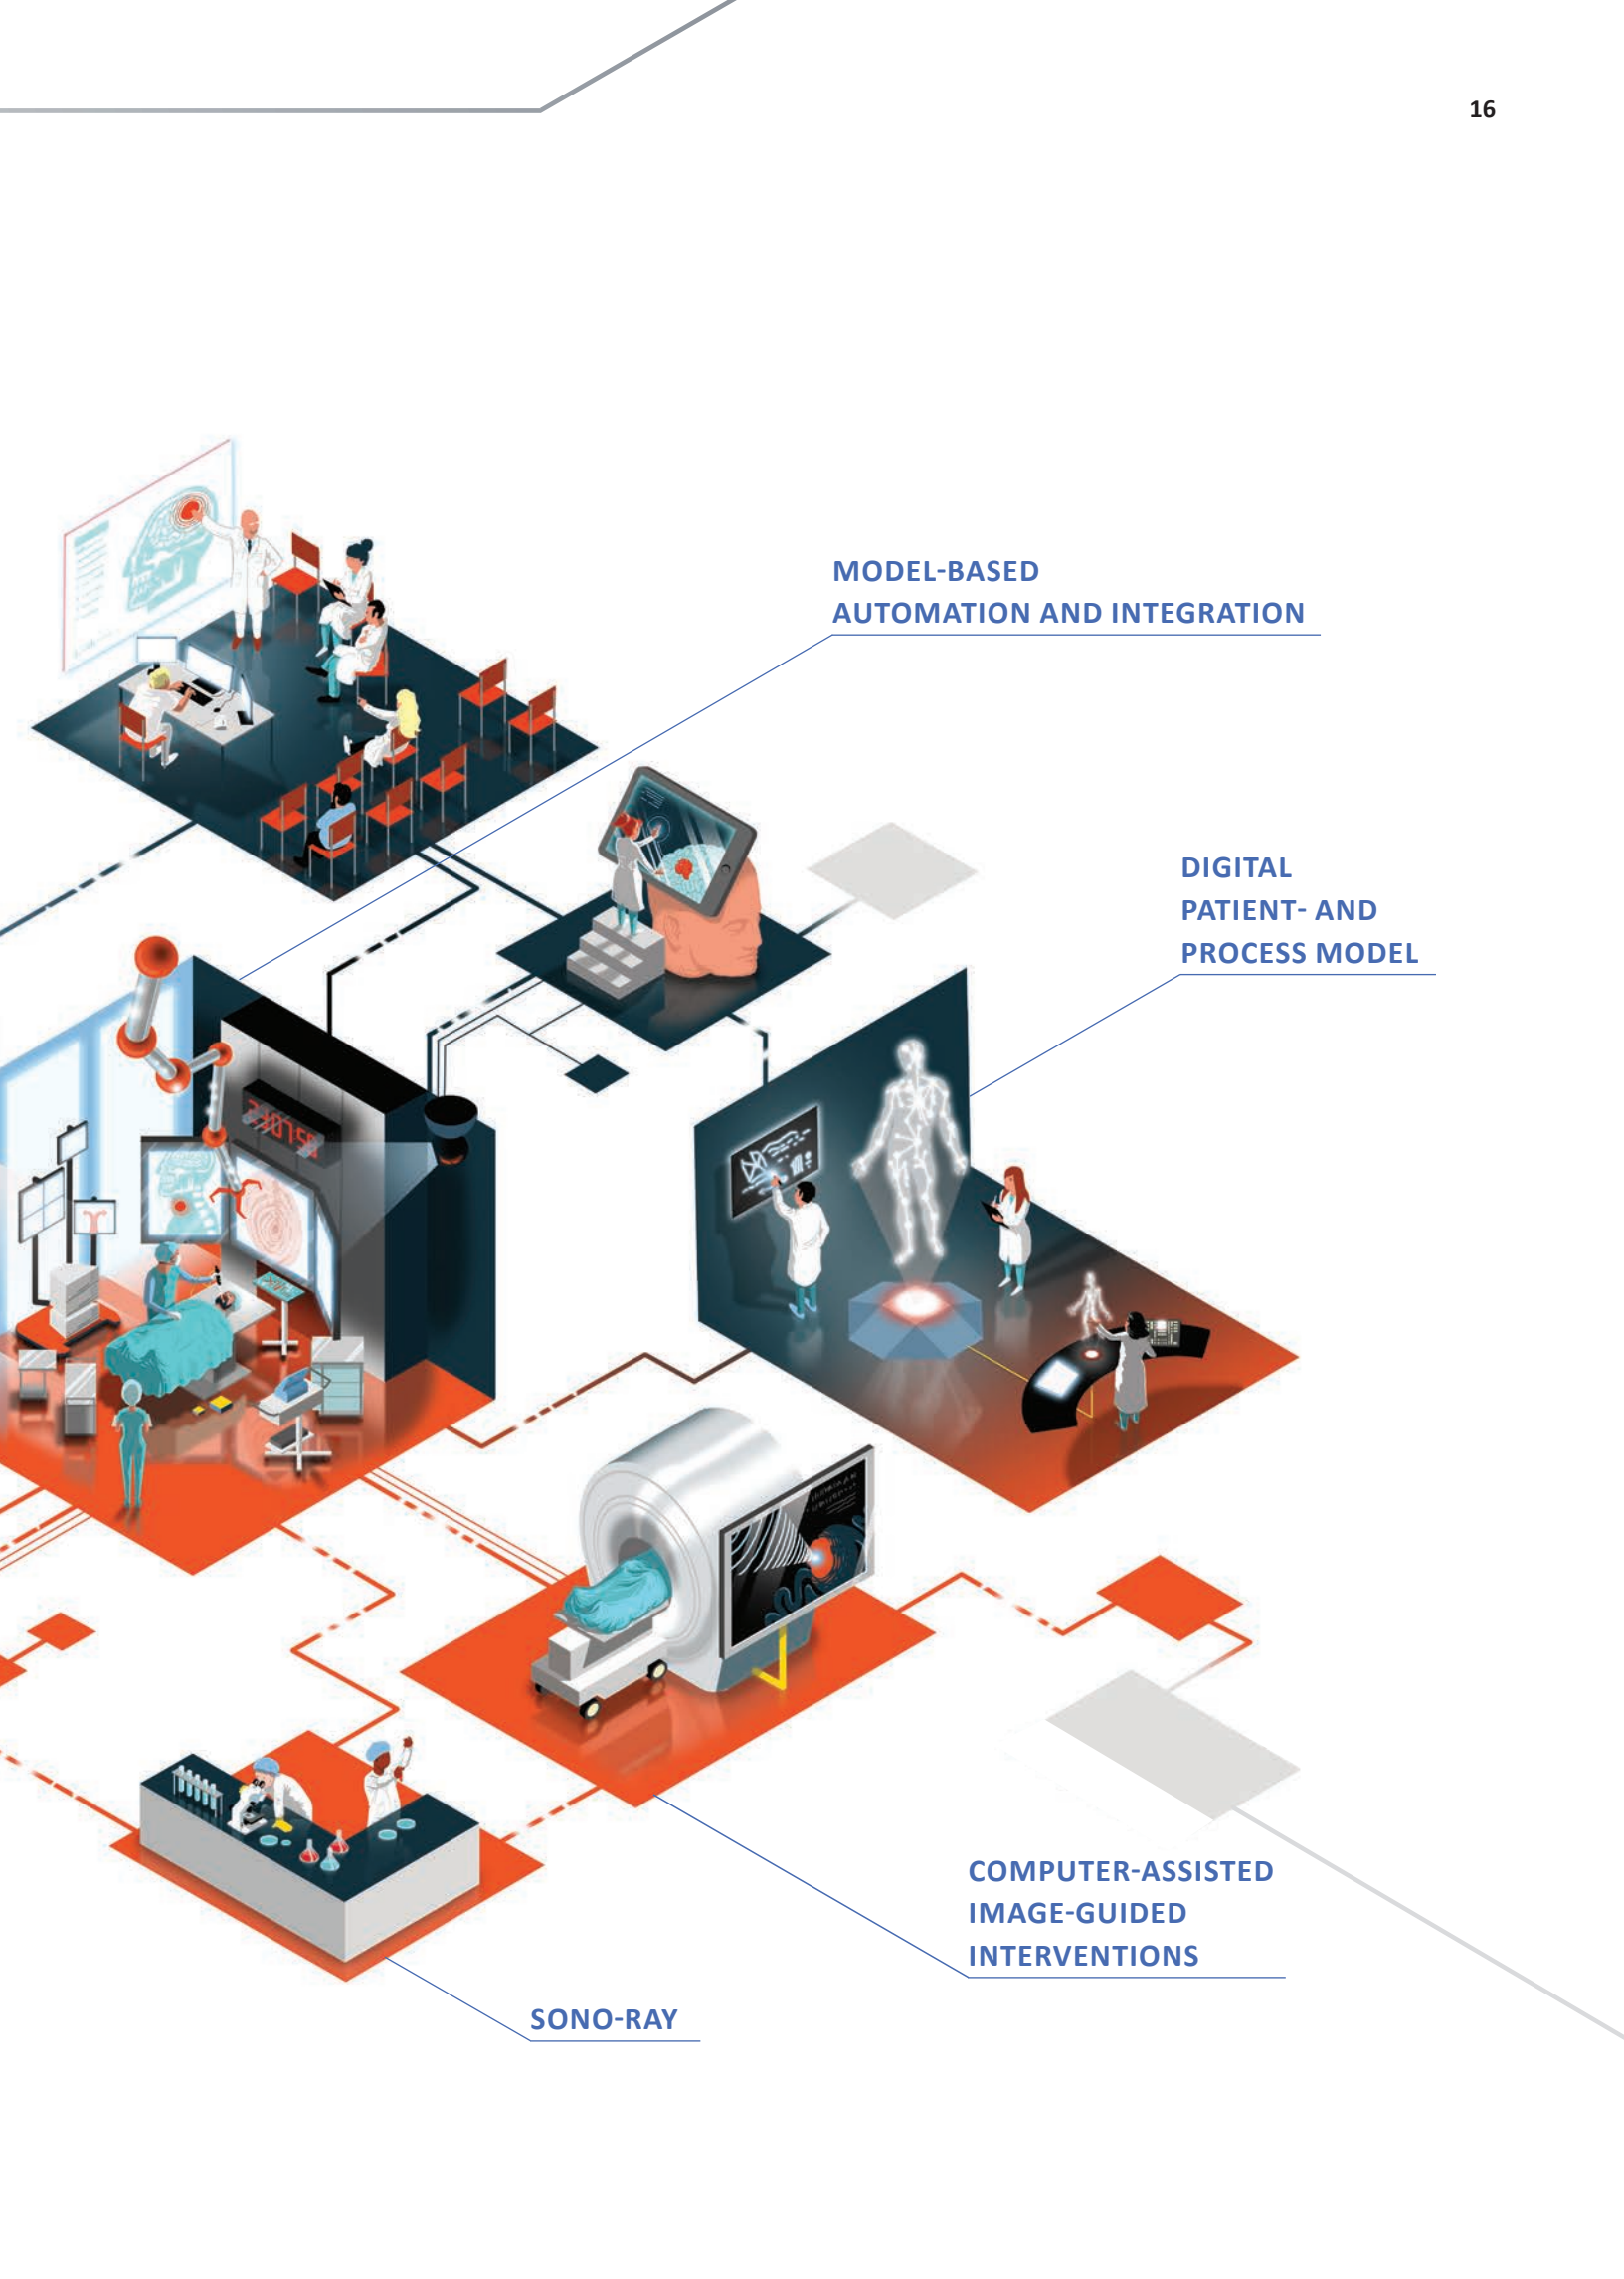 16
MODEL-BASED
AUTOMATION AND INTEGRATION
DIGITAL
PATIENT- AND
PROCESS MODEL
COMPUTER-ASSISTED
IMAGE-GUIDED
INTERVENTIONS
SONO-RAY